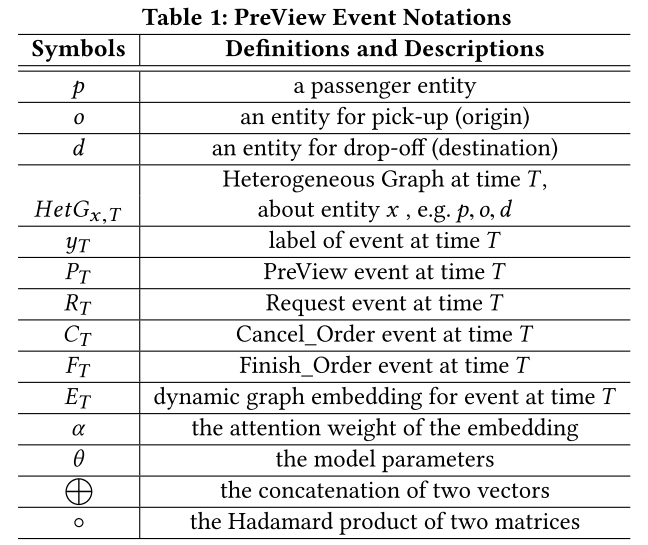 Table 1: PreView Event Notations
Symbols Definitions and Descriptions
p a passenger entity
o an entity for pick-up (origin)
d an entity for drop-off (destination)
Heterogeneous Graph at time T,
HetG_{x,T} about entity x , e.g. p, o, d
y_T label of event at time T
P_T PreView event at time T
R_T Request event at time T
C_T Cancel_Order event at time T
F_T Finish_Order event at time T
E_T dynamic graph embedding for event at time T
α the attention weight of the embedding
θ the model parameters
⊕ the concatenation of two vectors
∘ the Hadamard product of two matrices